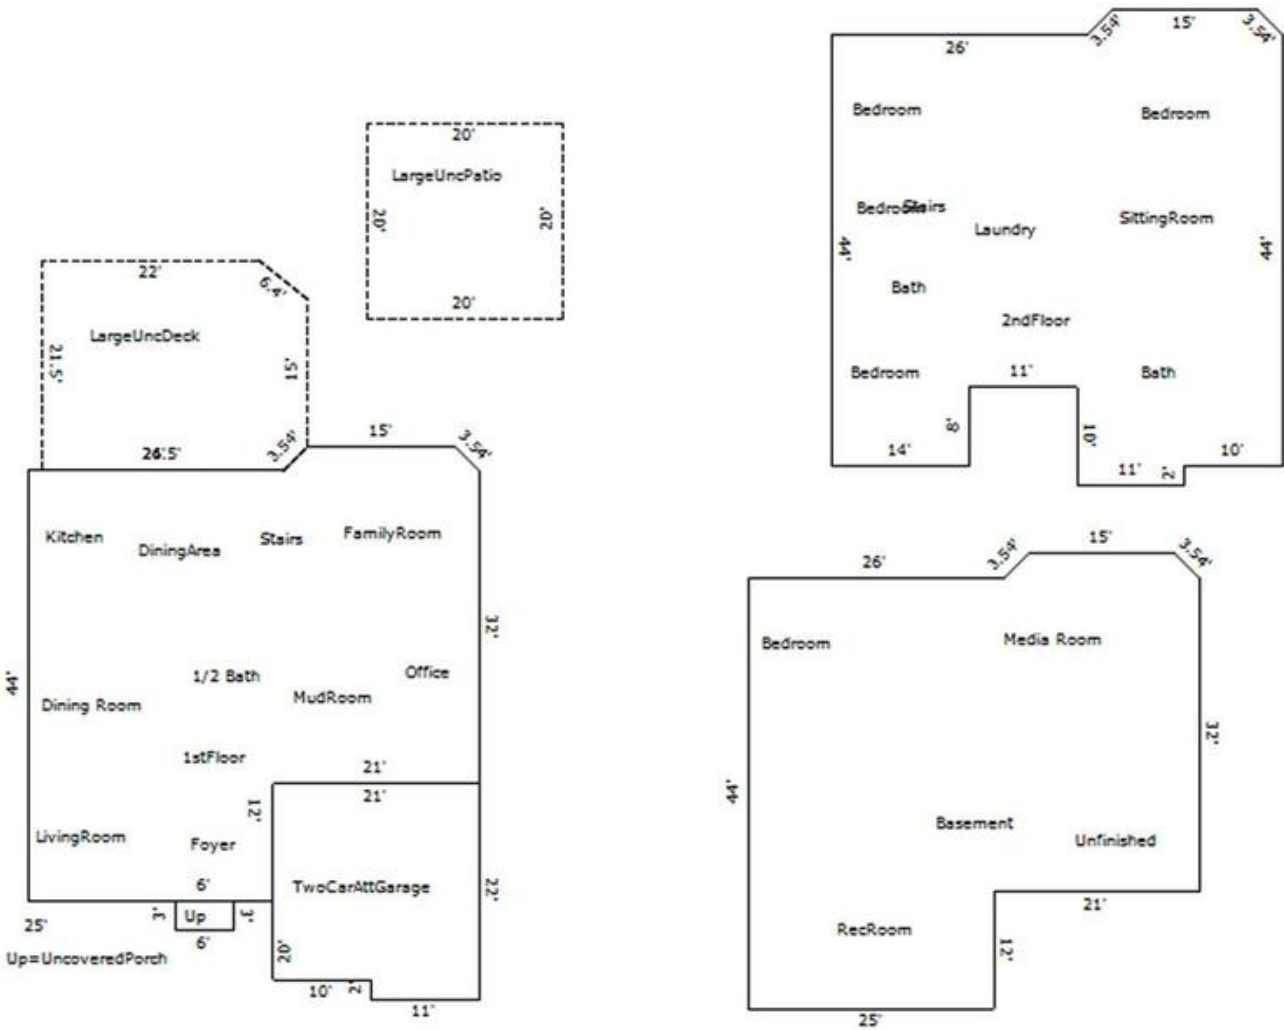 20'
LargeUncPatio
20'
20'
20'
22'
6.4'
LargeUncDeck
21.5'
15'
15'
3.54'
3.54'
Kitchen
DiningArea
Stairs
FamilyRoom
32'
44'
1/2 Bath
Office
Dining Room
MudRoom
1stFloor
21'
21'
12'
LivingRoom
Foyer
TwoCarAttGarage
22'
6'
3'
Up
3'
25'
6'
Up=UncoveredPorch
20'
10'
2'
11'
26'
3.54'
15'
3.54'
Bedroom
Bedroom
Bedroom
Stairs
Laundry
SittingRoom
44'
44'
Bath
2ndFloor
Bedroom
11'
Bath
8'
10'
14'
11'
2'
10'
26'
3.54'
15'
3.54'
Bedroom
Media Room
32'
44'
Basement
Unfinished
21'
RecRoom
12'
25'